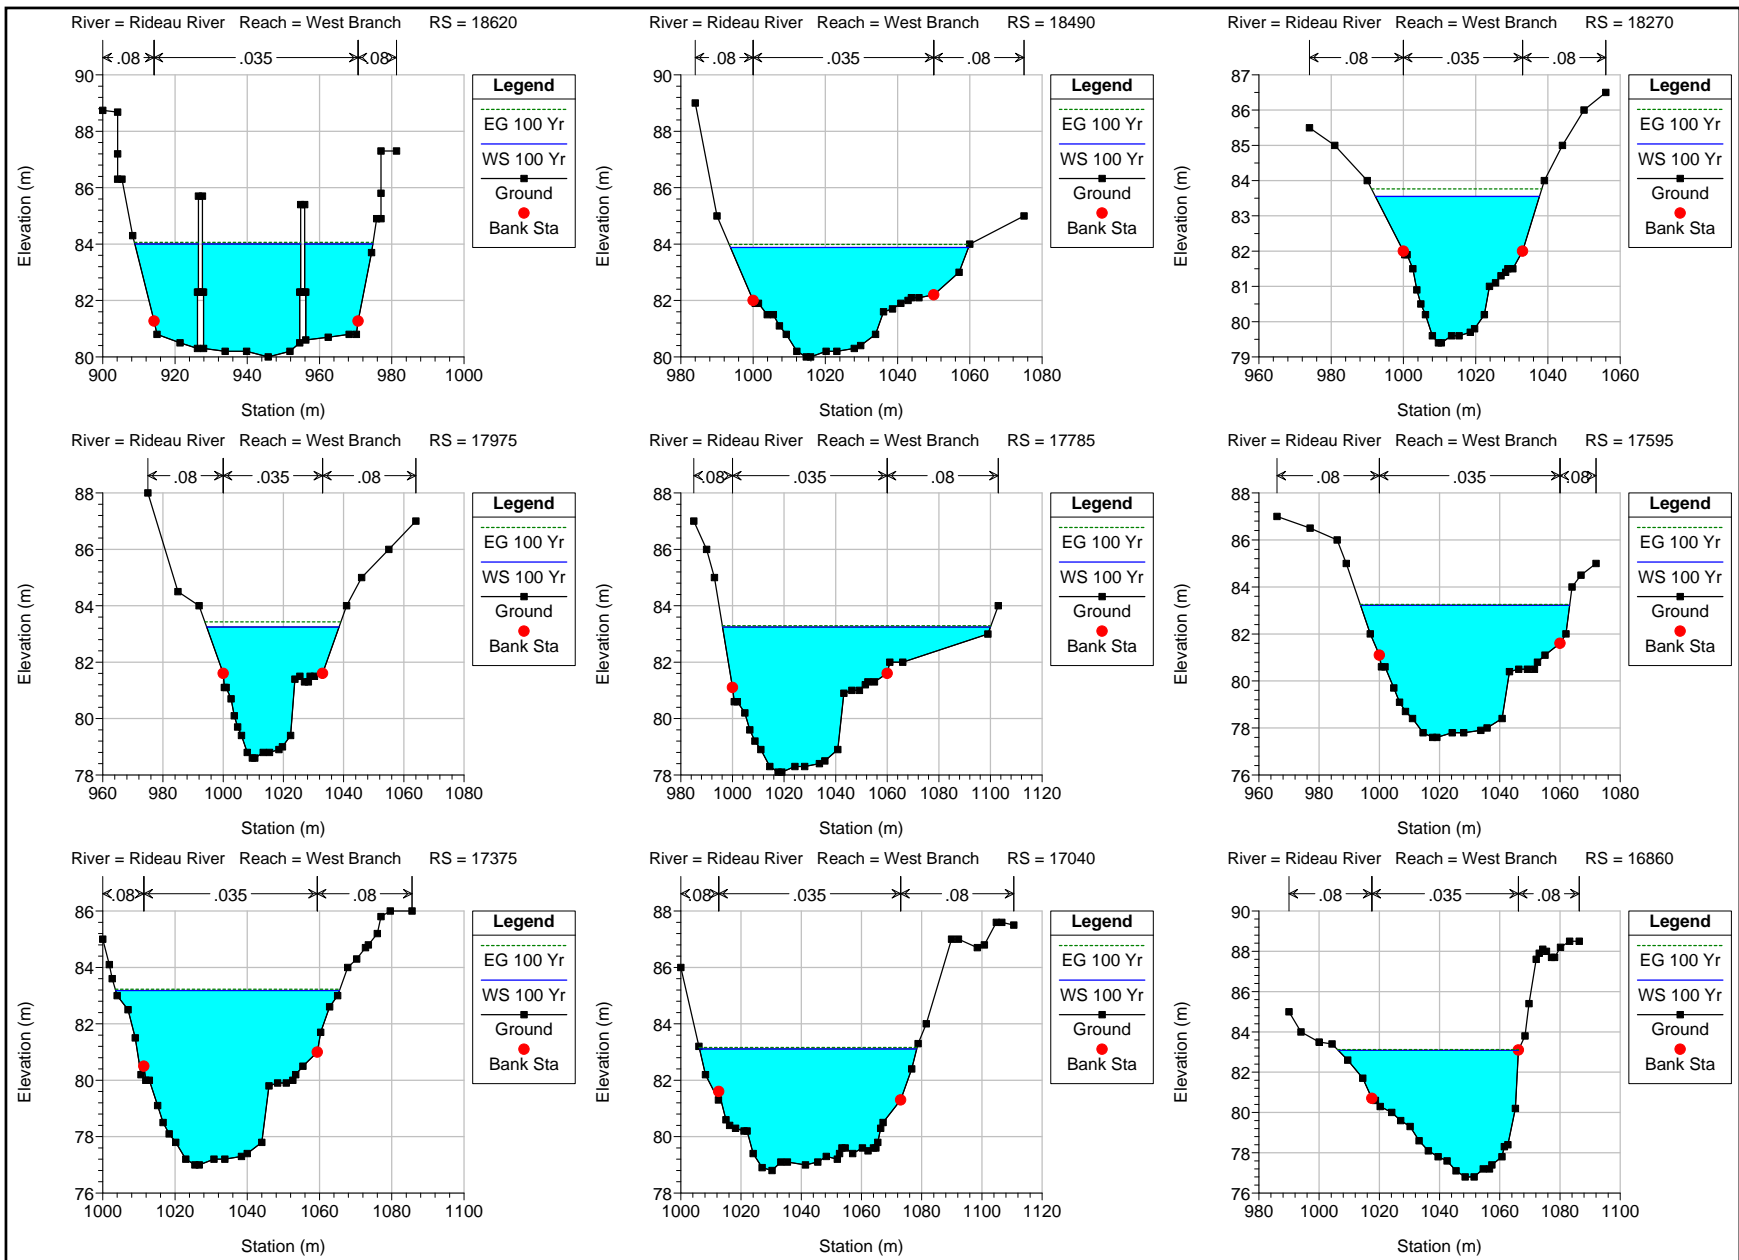 River = Rideau River Reach = West Branch RS = 18620
.08 .035 .08
Elevation (m)
90
88
86
84
82
80
900 920 940 960 980 1000
Station (m)
Legend
EG 100 Yr
WS 100 Yr
Ground
Bank Sta
River = Rideau River Reach = West Branch RS = 18490
.08 .035 .08
Elevation (m)
90
88
86
84
82
80
980 1000 1020 1040 1060 1080
Station (m)
Legend
EG 100 Yr
WS 100 Yr
Ground
Bank Sta
River = Rideau River Reach = West Branch RS = 18270
.08 .035 .08
Elevation (m)
87
86
85
84
83
82
81
80
79
960 980 1000 1020 1040 1060
Station (m)
Legend
EG 100 Yr
WS 100 Yr
Ground
Bank Sta
River = Rideau River Reach = West Branch RS = 17975
.08 .035 .08
Elevation (m)
88
86
84
82
80
78
960 980 1000 1020 1040 1060 1080
Station (m)
Legend
EG 100 Yr
WS 100 Yr
Ground
Bank Sta
River = Rideau River Reach = West Branch RS = 17785
.08 .035 .08
Elevation (m)
88
86
84
82
80
78
980 1000 1020 1040 1060 1080 1100 1120
Station (m)
Legend
EG 100 Yr
WS 100 Yr
Ground
Bank Sta
River = Rideau River Reach = West Branch RS = 17595
.08 .035 .08
Elevation (m)
88
86
84
82
80
78
76
960 980 1000 1020 1040 1060 1080
Station (m)
Legend
EG 100 Yr
WS 100 Yr
Ground
Bank Sta
River = Rideau River Reach = West Branch RS = 17375
.08 .035 .08
Elevation (m)
86
84
82
80
78
76
1000 1020 1040 1060 1080 1100
Station (m)
Legend
EG 100 Yr
WS 100 Yr
Ground
Bank Sta
River = Rideau River Reach = West Branch RS = 17040
.08 .035 .08
Elevation (m)
88
86
84
82
80
78
1000 1020 1040 1060 1080 1100 1120
Station (m)
Legend
EG 100 Yr
WS 100 Yr
Ground
Bank Sta
River = Rideau River Reach = West Branch RS = 16860
.08 .035 .08
Elevation (m)
90
88
86
84
82
80
78
76
980 1000 1020 1040 1060 1080 1100
Station (m)
Legend
EG 100 Yr
WS 100 Yr
Ground
Bank Sta